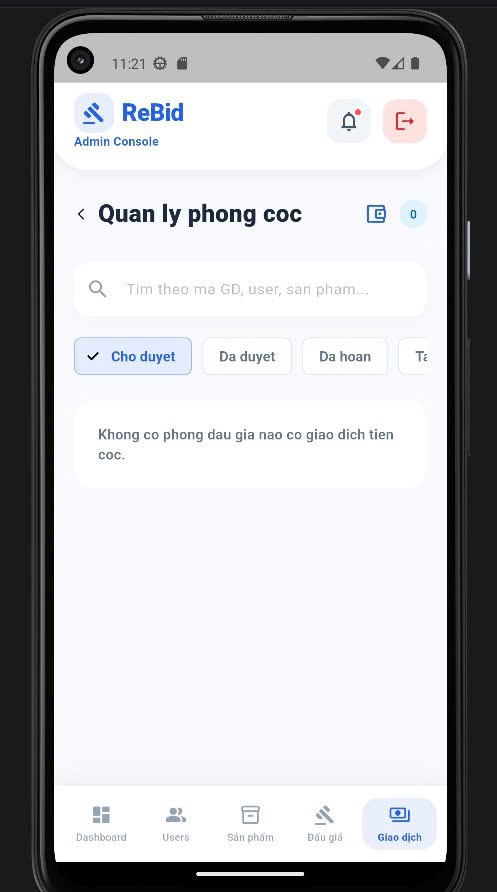 11:21
ReBid
Admin Console
Quan ly phong coc
0
Tim theo ma GD, user, san pham...
Cho duyet
Da duyet
Da hoan
Ta
Khong co phong dau gia nao co giao dich tien
coc.
Dashboard
Users
Sản phẩm
Đấu giá
Giao dịch